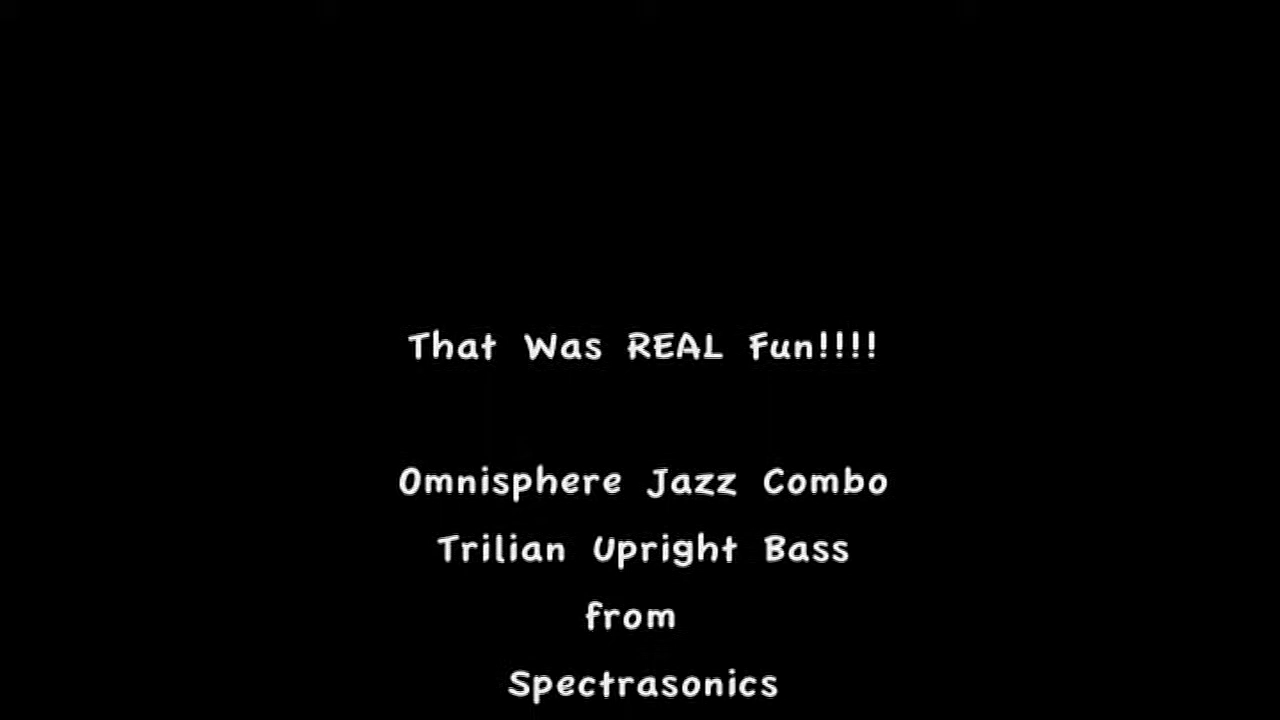 That Was REAL Fun!!!!
Omnisphere Jazz Combo
Trilian Upright Bass
from
Spectrasonics